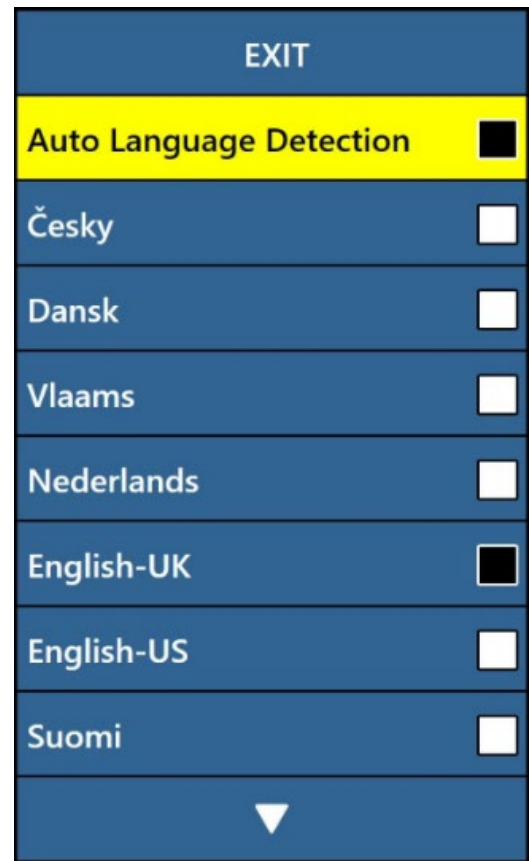 EXIT
Auto Language Detection
Česky
Dansk
Vlaams
Nederlands
English-UK
English-US
Suomi